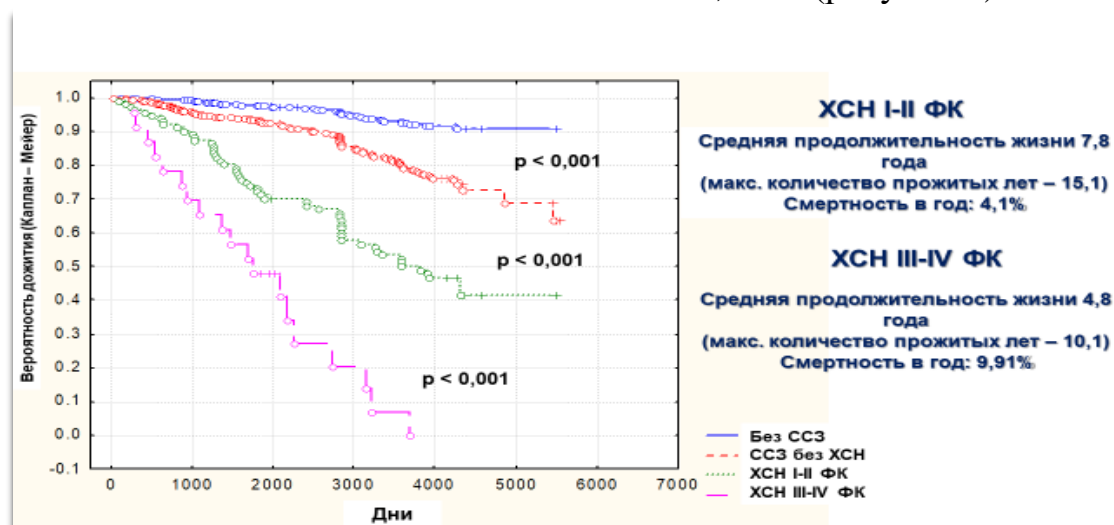 1.0
0.9
0.8
0.7
0.6
0.5
0.4
0.3
0.2
0.1
0.0
-0.1
Вероятность дожития (Каплан – Мейер)
0 1000 2000 3000 4000 5000 6000 7000
Дни
p < 0,001
p < 0,001
p < 0,001
ХСН I-II ФК
Средняя продолжительность жизни 7,8
года
(макс. количество прожитых лет – 15,1)
Смертность в год: 4,1%
ХСН III-IV ФК
Средняя продолжительность жизни 4,8
года
(макс. количество прожитых лет – 10,1)
Смертность в год: 9,91%
Без ССЗ
ССЗ без ХСН
ХСН I-II ФК
ХСН III-IV ФК